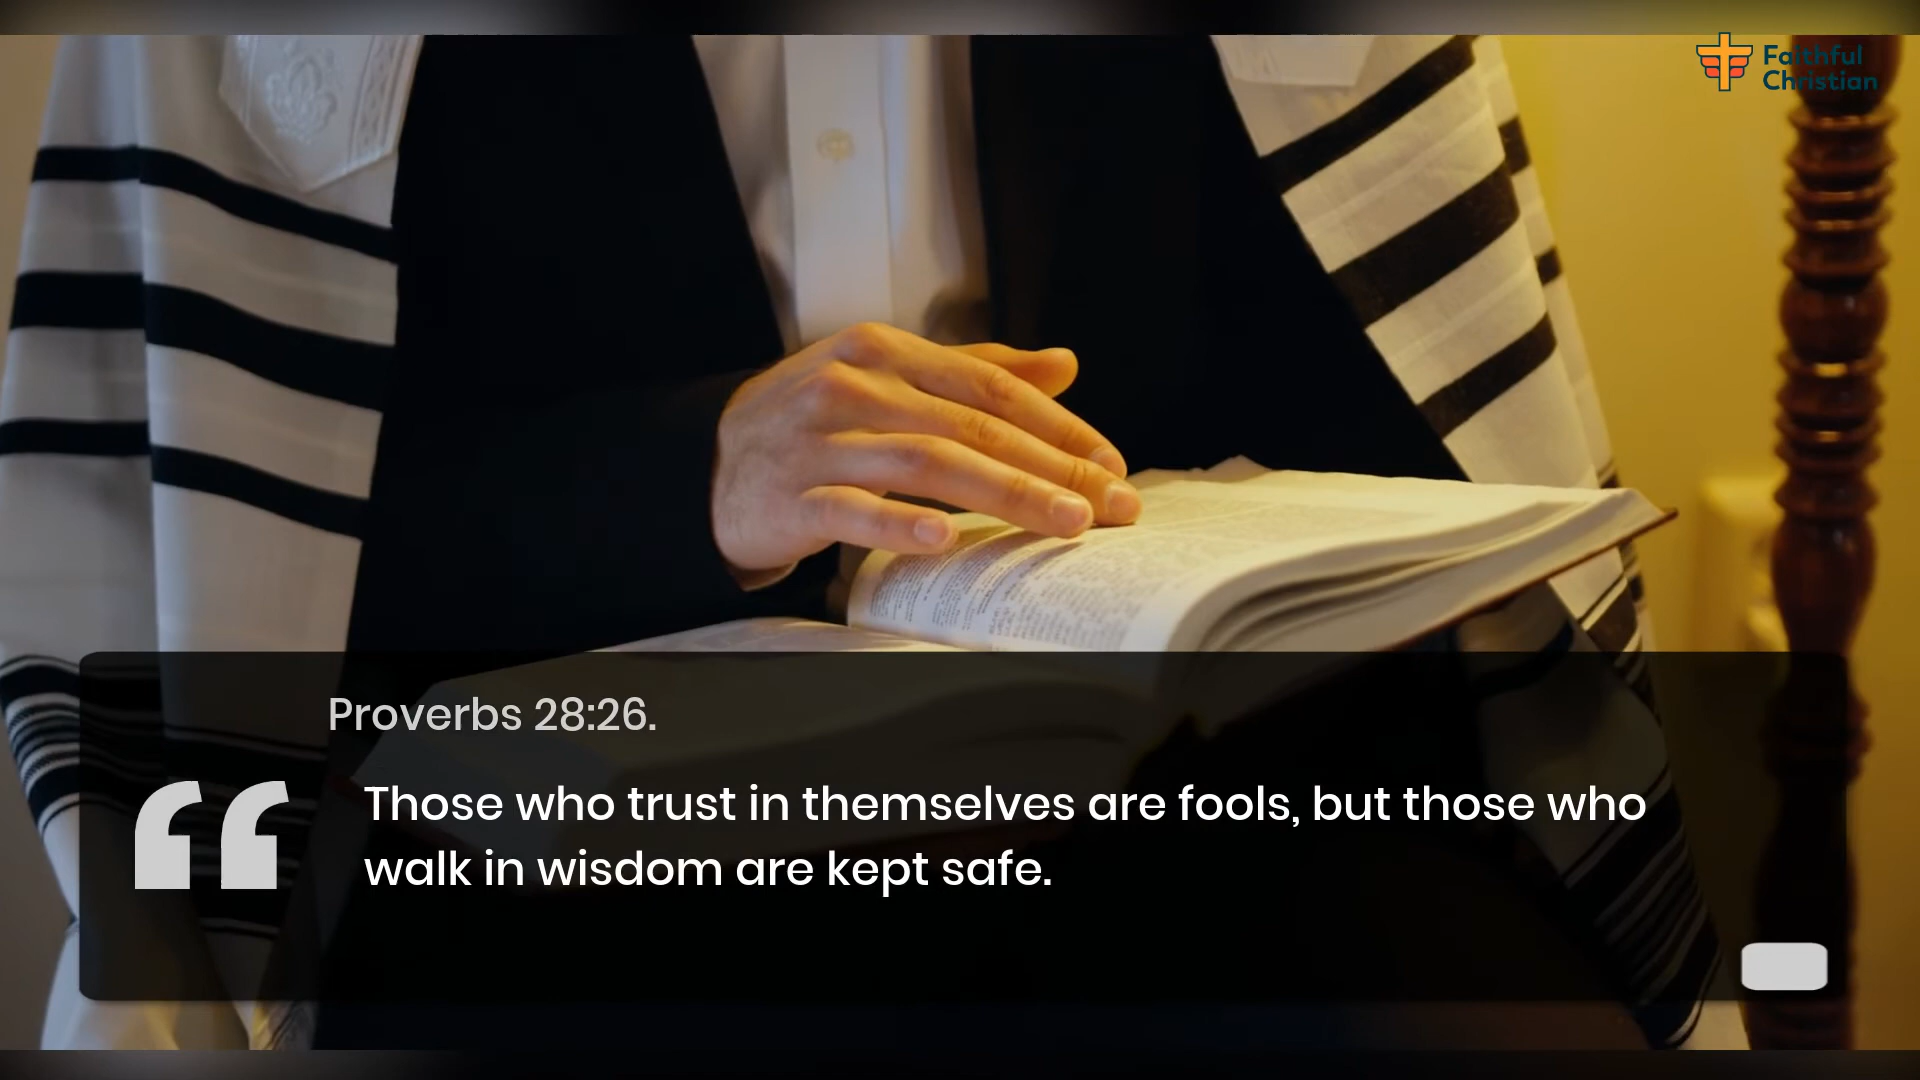 Faithful
Christian
Proverbs 28:26.
Those who trust in themselves are fools, but those who
walk in wisdom are kept safe.